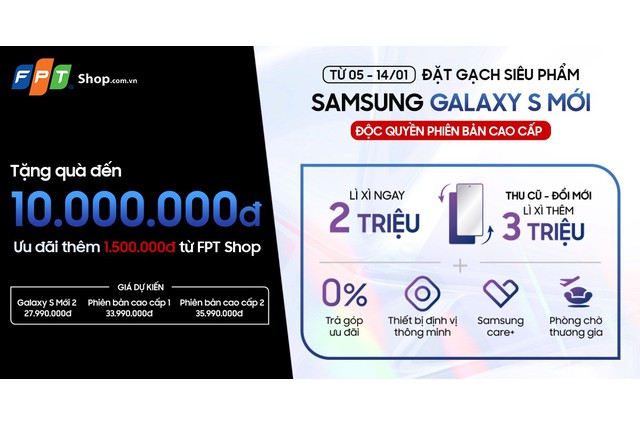 FPT Shop.com.vn
Tặng quà đến
10.000.000đ
Ưu đãi thêm 1.500.000đ từ FPT Shop
GIÁ DỰ KIẾN
Galaxy S Mới 2 Phiên bản cao cấp 1 Phiên bản cao cấp 2
27.990.000đ 33.990.000đ 35.990.000đ
TỪ 05 - 14/01 ĐẶT GẠCH SIÊU PHẨM
SAMSUNG GALAXY S MỚI
ĐỘC QUYỀN PHIÊN BẢN CAO CẤP
LÌ XÌ NGAY
2 TRIỆU
THU CŨ - ĐỔI MỚI
LÌ XÌ THÊM
3 TRIỆU
+
0%
Trả góp
ưu đãi
Thiết bị định vị
thông minh
Samsung
care+
Phòng chờ
thương gia